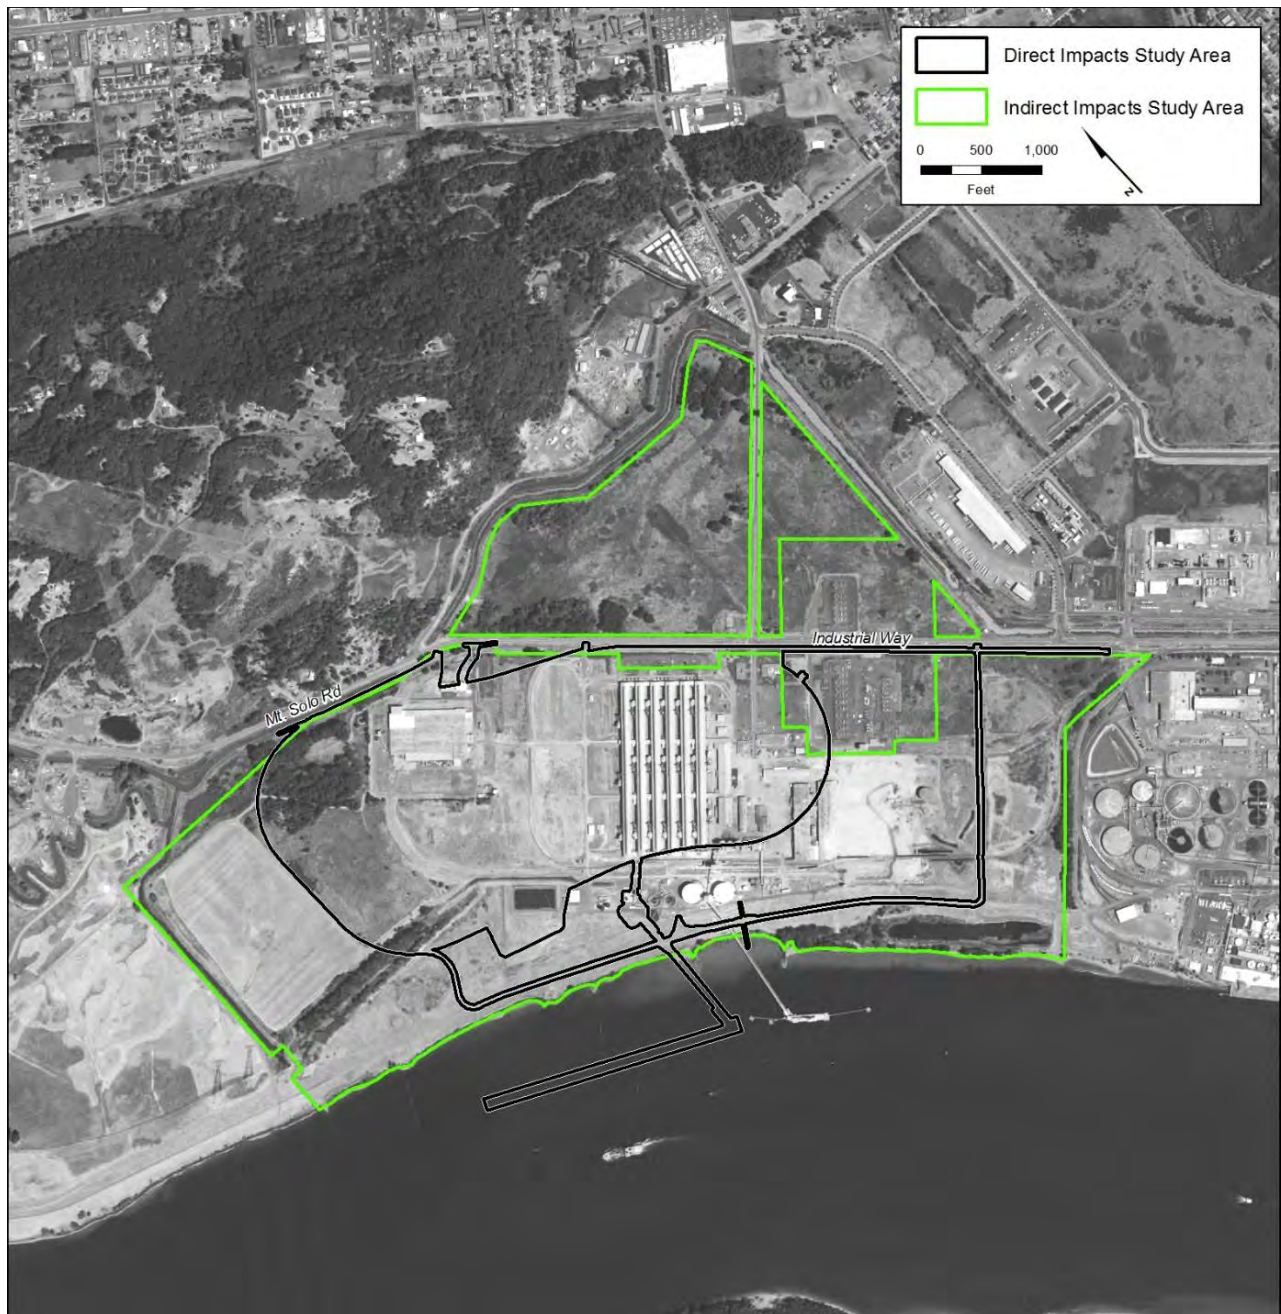 Direct Impacts Study Area
Indirect Impacts Study Area
0 500 1,000
Feet
N
Industrial Way
Mt. Solo Rd